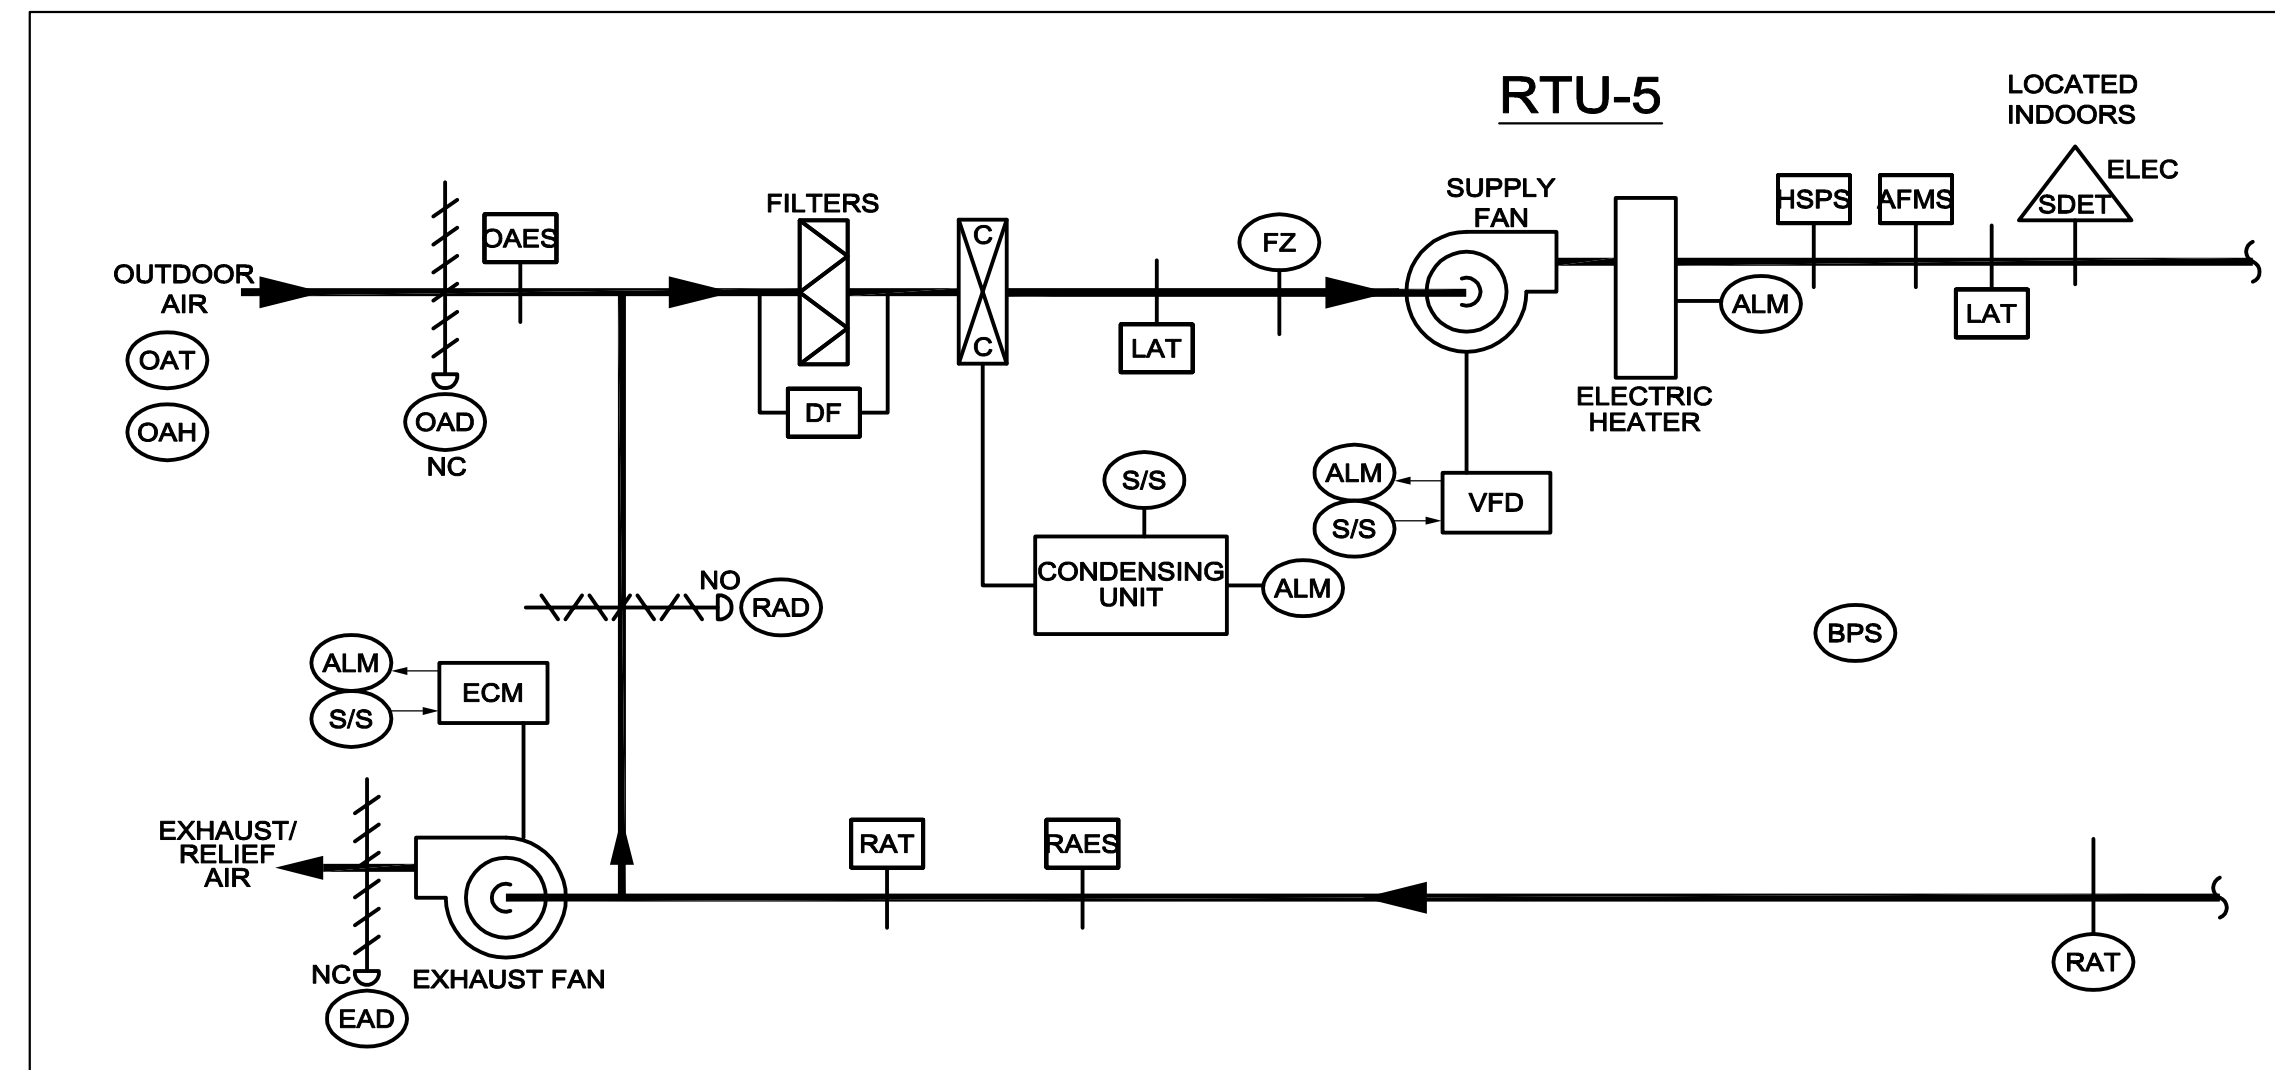 RTU-5
LOCATED
INDOORS
ELEC
SDET
SUPPLY
FAN
HSPS
AFMS
FILTERS
OAES
FZ
C
C
OUTDOOR
AIR
OAT
OAH
ALM
LAT
LAT
ELECTRIC
HEATER
DF
OAD
NC
S/S
ALM
S/S
VFD
CONDENSING
UNIT
ALM
NO
RAD
BPS
ALM
S/S
ECM
EXHAUST/
RELIEF
AIR
RAT
RAES
NC
EXHAUST FAN
EAD
RAT